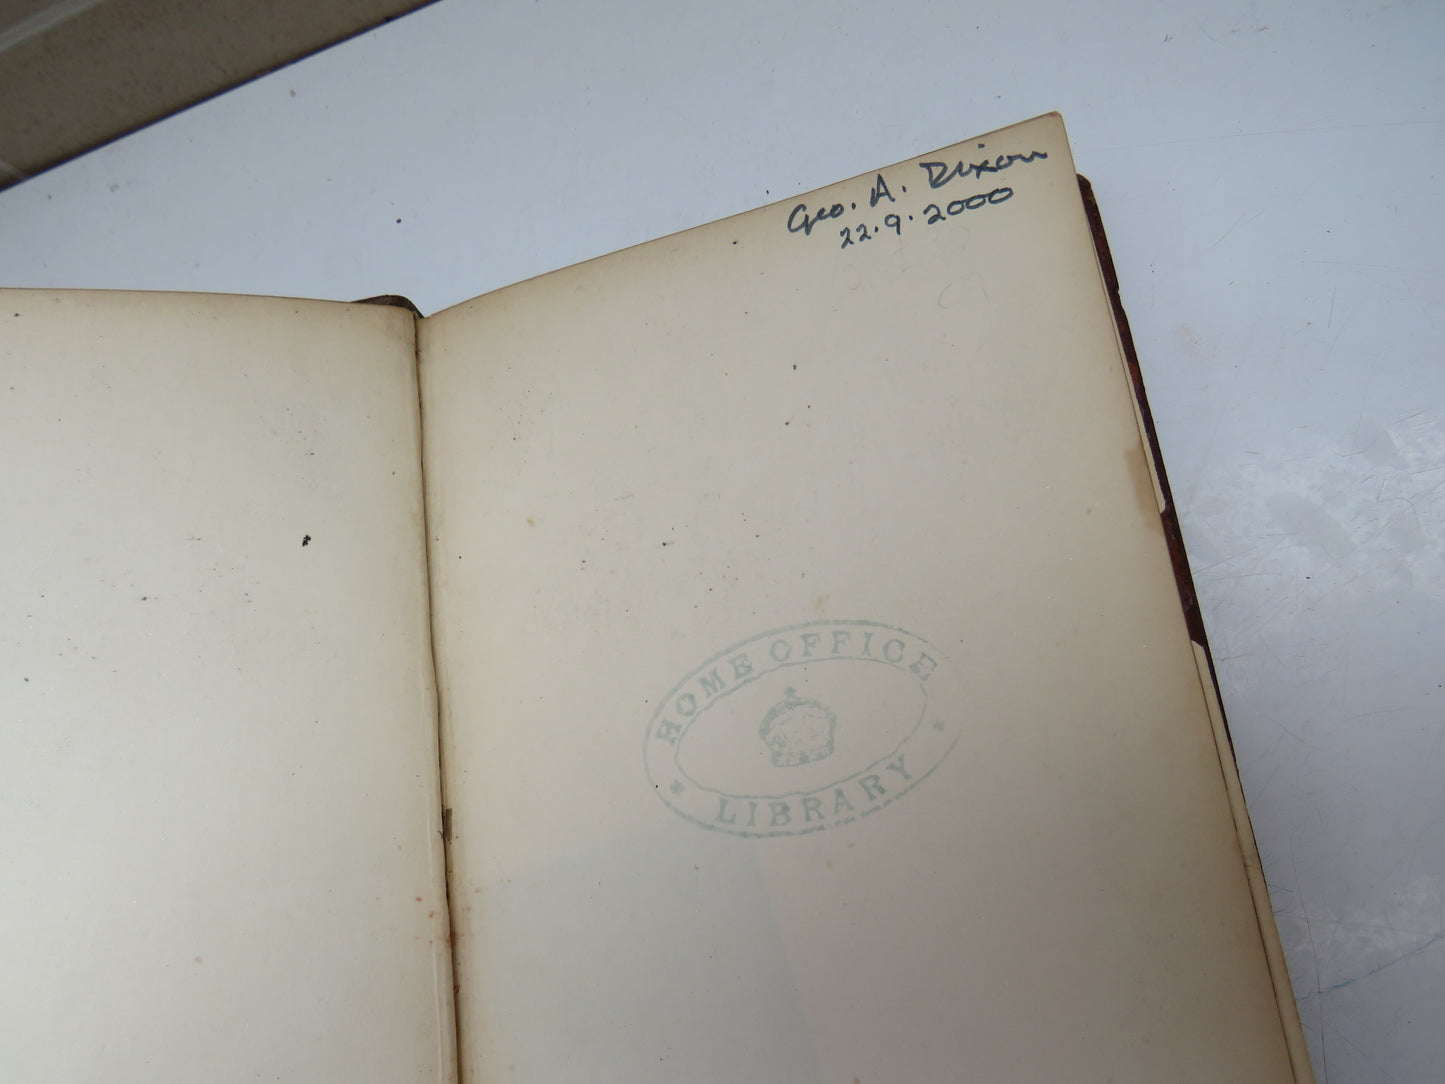 Geo. A. Dixon
22.9.2000
HOME OFFICE
LIBRARY